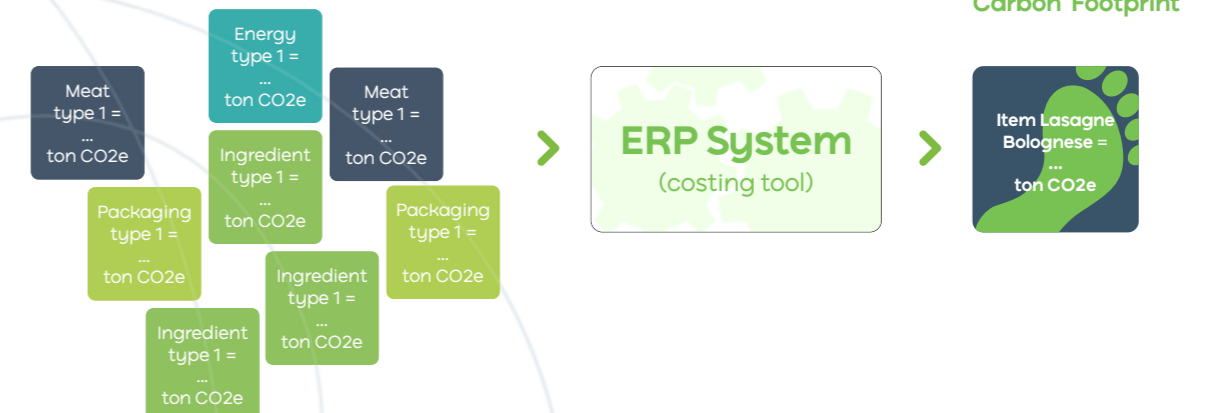 Carbon Footprint
Energy
type 1 =
...
ton CO2e
Meat
type 1 =
...
ton CO2e
Meat
type 1 =
...
ton CO2e
Ingredient
type 1 =
...
ton CO2e
Packaging
type 1 =
...
ton CO2e
Packaging
type 1 =
...
ton CO2e
Ingredient
type 1 =
...
ton CO2e
Ingredient
type 1 =
...
ton CO2e
ERP System
(costing tool)
Item Lasagne
Bolognese =
...
ton CO2e